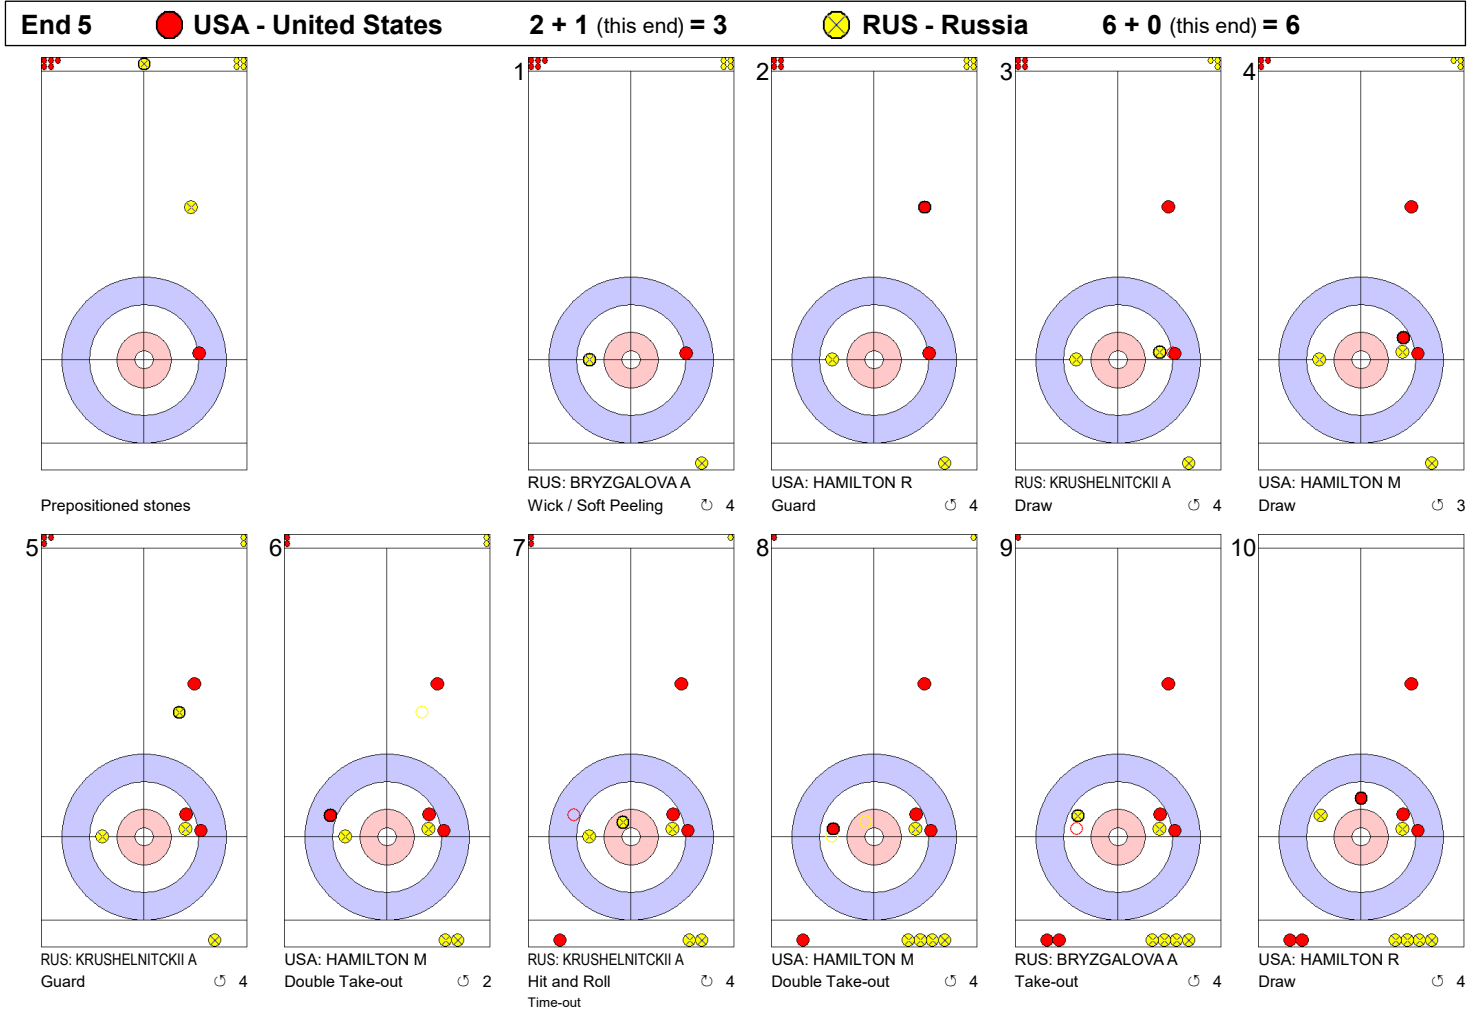 End 5 USA - United States 2 + 1 (this end) = 3 RUS - Russia 6 + 0 (this end) = 6
1 2 3 4
RUS: BRYZGALOVA A USA: HAMILTON R RUS: KRUSHELNITCKII A USA: HAMILTON M
Prepositioned stones Wick / Soft Peeling ↻ 4 Guard ↺ 4 Draw ↺ 4 Draw ↺ 3
5 6 7 8 9 10
RUS: KRUSHELNITCKII A USA: HAMILTON M RUS: KRUSHELNITCKII A USA: HAMILTON M RUS: BRYZGALOVA A USA: HAMILTON R
Guard ↺ 4 Double Take-out ↺ 2 Hit and Roll ↻ 4 Double Take-out ↺ 4 Take-out ↺ 4 Draw ↺ 4
Time-out